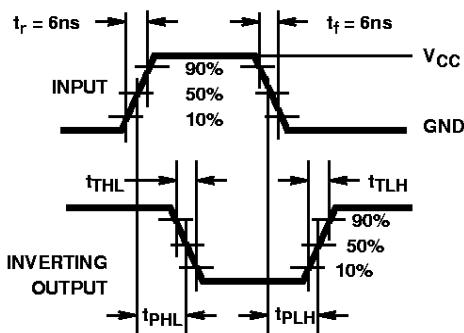 tr = 6ns
tf = 6ns
VCC
90%
INPUT
50%
10%
GND
tTHL
tTLH
90%
50%
INVERTING
OUTPUT
10%
tPHL
tPLH